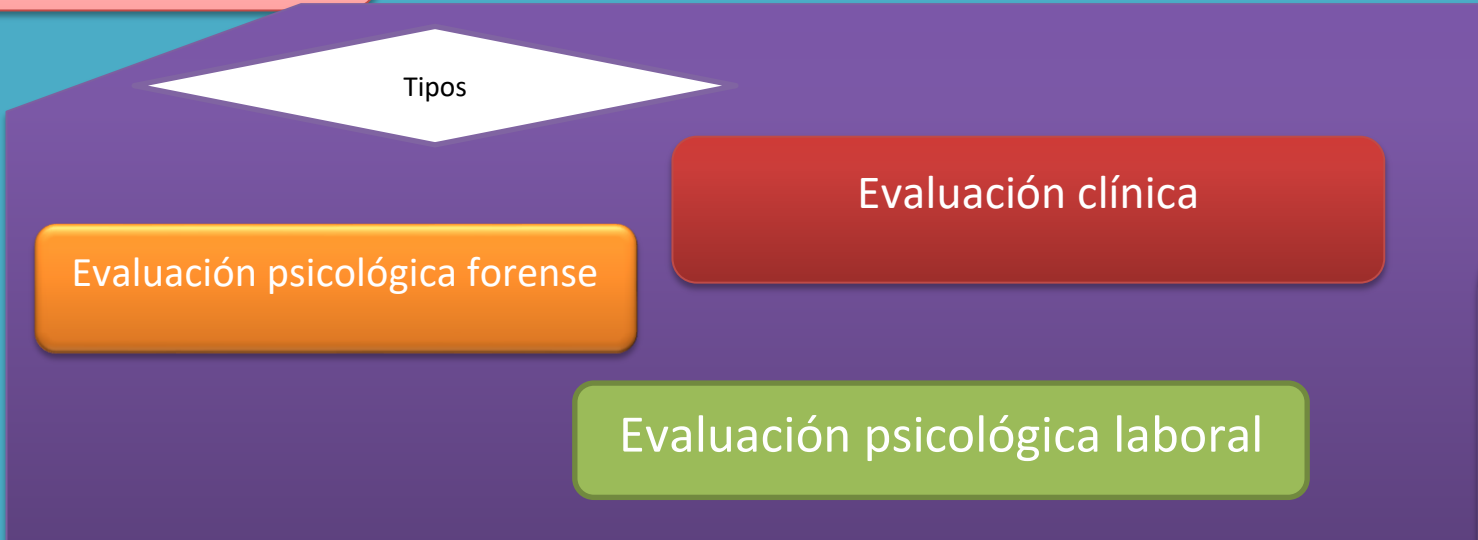 Tipos
Evaluación clínica
Evaluación psicológica forense
Evaluación psicológica laboral